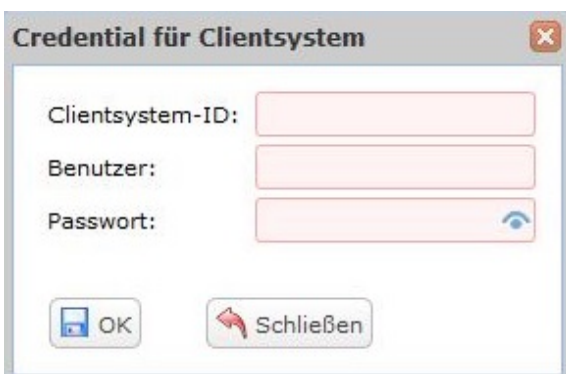 Credential für Clientsystem
Clientsystem-ID:
Benutzer:
Passwort:
OK
Schließen